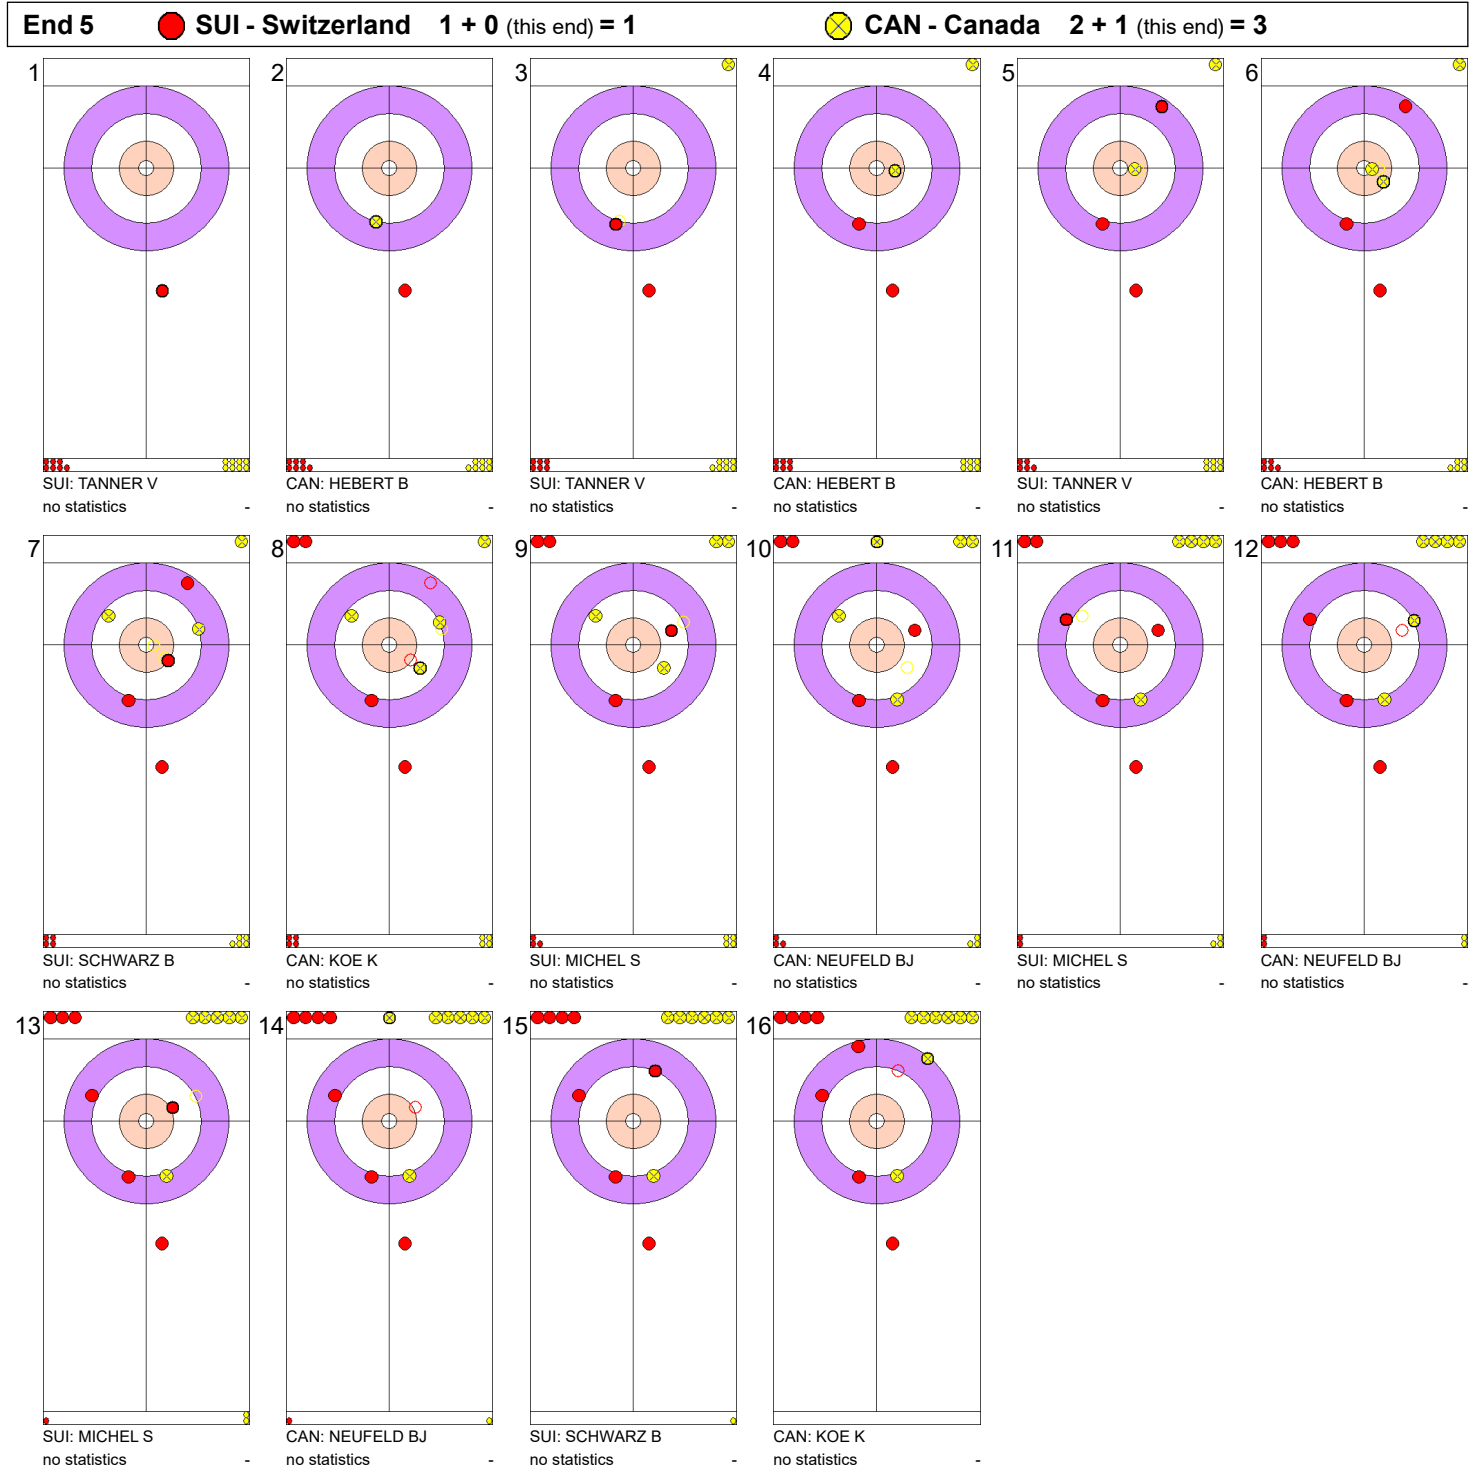 End 5 SUI - Switzerland 1 + 0 (this end) = 1 CAN - Canada 2 + 1 (this end) = 3
1 2 3 4 5 6
SUI: TANNER V CAN: HEBERT B SUI: TANNER V CAN: HEBERT B SUI: TANNER V CAN: HEBERT B
no statistics - no statistics - no statistics - no statistics - no statistics - no statistics -
7 8 9 10 11 12
SUI: SCHWARZ B CAN: KOE K SUI: MICHEL S CAN: NEUFELD BJ SUI: MICHEL S CAN: NEUFELD BJ
no statistics - no statistics - no statistics - no statistics - no statistics - no statistics -
13 14 15 16
SUI: MICHEL S CAN: NEUFELD BJ SUI: SCHWARZ B CAN: KOE K
no statistics - no statistics - no statistics - no statistics -